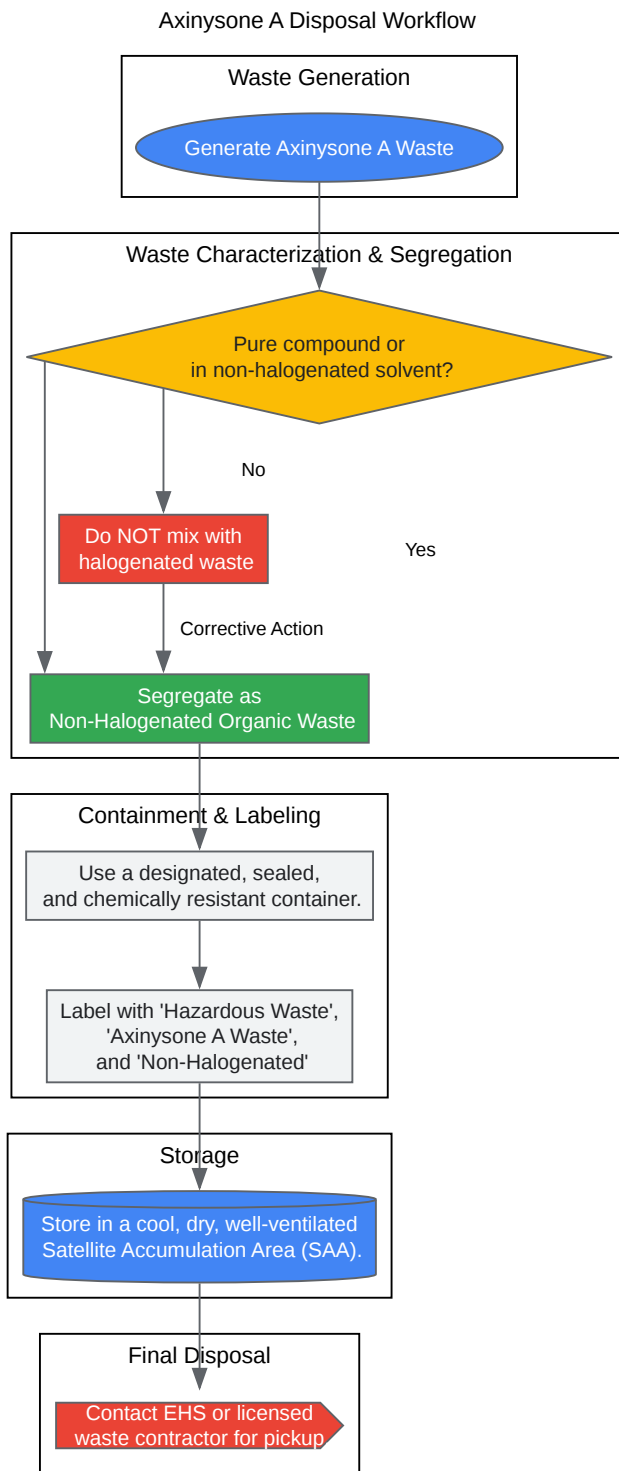 Axinysone A Disposal Workflow
Waste Generation
Generate Axinysone A Waste
Waste Characterization & Segregation
Pure compound or
in non-halogenated solvent?
No
Do NOT mix with
halogenated waste
Yes
Corrective Action
Segregate as
Non-Halogenated Organic Waste
Containment & Labeling
Use a designated, sealed,
and chemically resistant container.
Label with 'Hazardous Waste',
'Axinysone A Waste',
and 'Non-Halogenated'
Storage
Store in a cool, dry, well-ventilated
Satellite Accumulation Area (SAA).
Final Disposal
Contact EHS or licensed
waste contractor for pickup